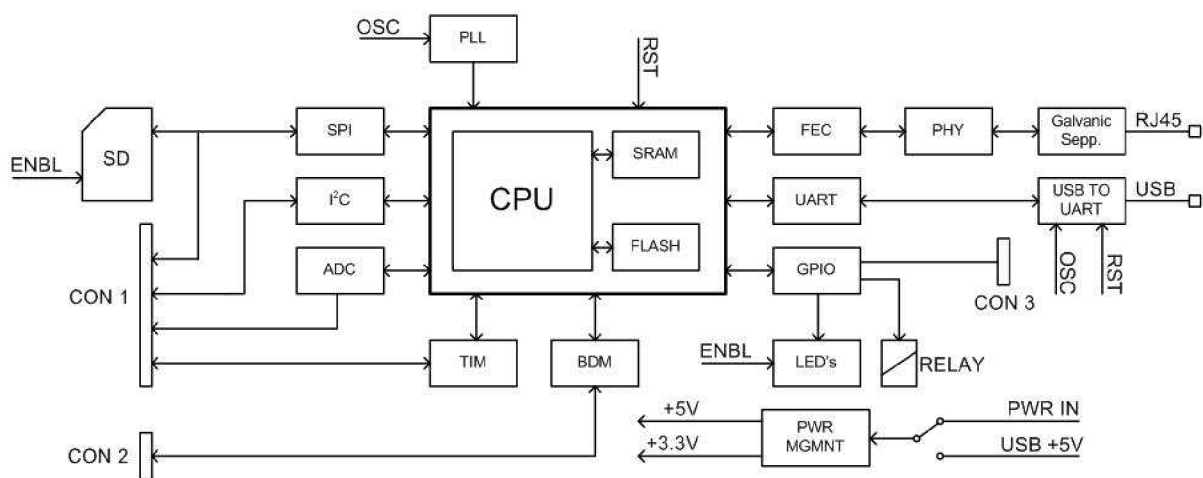 OSC
PLL
RST
SD
ENBL
SPI
I²C
ADC
CPU
SRAM
FLASH
FEC
PHY
Galvanic
Sepp.
RJ45
UART
USB TO
UART
USB
GPIO
OSC
RST
CON 3
CON 1
TIM
BDM
ENBL
LED's
RELAY
+5V
+3.3V
PWR
MGMNT
PWR IN
USB +5V
CON 2